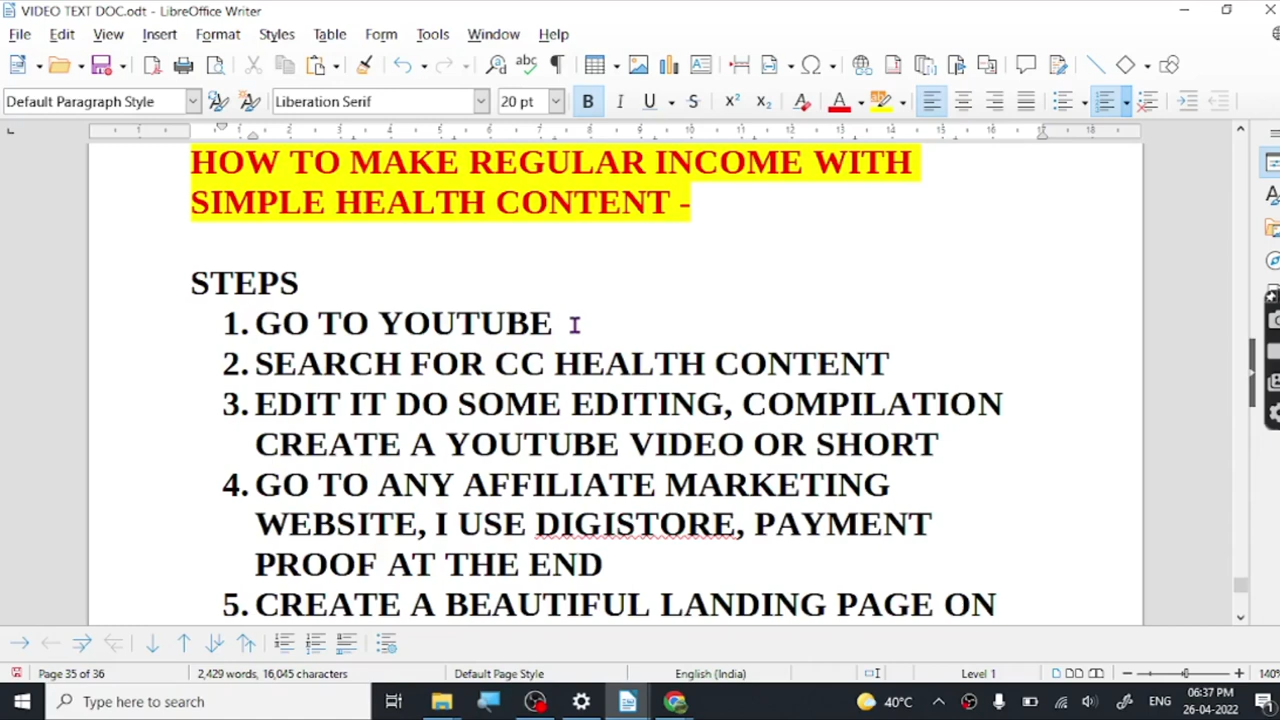 VIDEO TEXT DOC.odt - LibreOffice Writer
File Edit View Insert Format Styles Table Form Tools Window Help
Default Paragraph Style
Liberation Serif
20 pt
HOW TO MAKE REGULAR INCOME WITH
SIMPLE HEALTH CONTENT -
STEPS
1. GO TO YOUTUBE
2. SEARCH FOR CC HEALTH CONTENT
3. EDIT IT DO SOME EDITING, COMPILATION
CREATE A YOUTUBE VIDEO OR SHORT
4. GO TO ANY AFFILIATE MARKETING
WEBSITE, I USE DIGISTORE, PAYMENT
PROOF AT THE END
5. CREATE A BEAUTIFUL LANDING PAGE ON
Page 35 of 36 2,429 words, 16,045 characters Default Page Style English (India) Level 1 140%
Type here to search
40°C
ENG
06:37 PM
26-04-2022